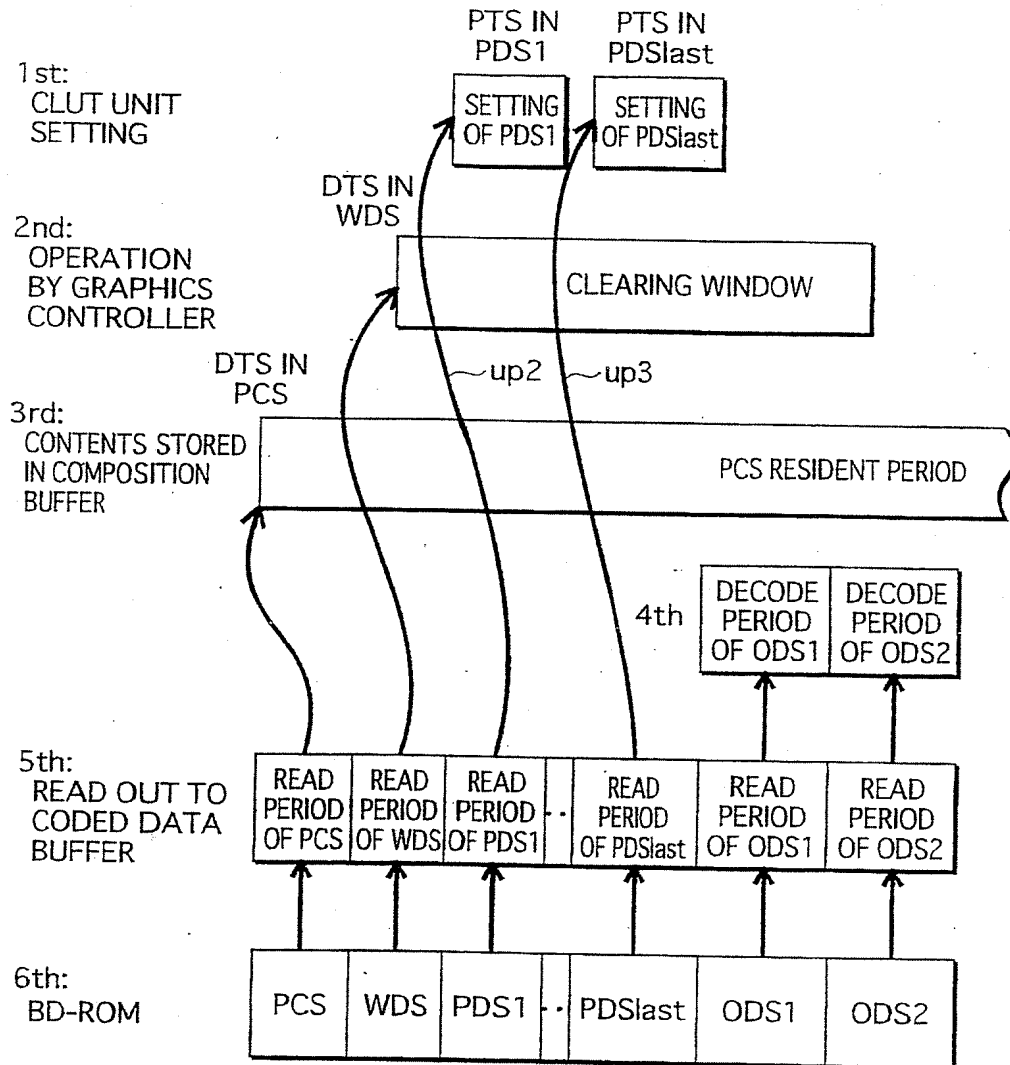 PTS IN
PDS1
PTS IN
PDSlast
1st:
CLUT UNIT
SETTING
SETTING
OF PDS1
SETTING
OF PDSlast
DTS IN
WDS
2nd:
OPERATION
BY GRAPHICS
CONTROLLER
CLEARING WINDOW
DTS IN
PCS
up2
up3
3rd:
CONTENTS STORED
IN COMPOSITION
BUFFER
PCS RESIDENT PERIOD
4th
DECODE
PERIOD
OF ODS1
DECODE
PERIOD
OF ODS2
5th:
READ OUT TO
CODED DATA
BUFFER
READ
PERIOD
OF PCS
READ
PERIOD
OF WDS
READ
PERIOD
OF PDS1
··
READ
PERIOD
OF PDSlast
READ
PERIOD
OF ODS1
READ
PERIOD
OF ODS2
6th:
BD-ROM
PCS
WDS
PDS1
··
PDSlast
ODS1
ODS2